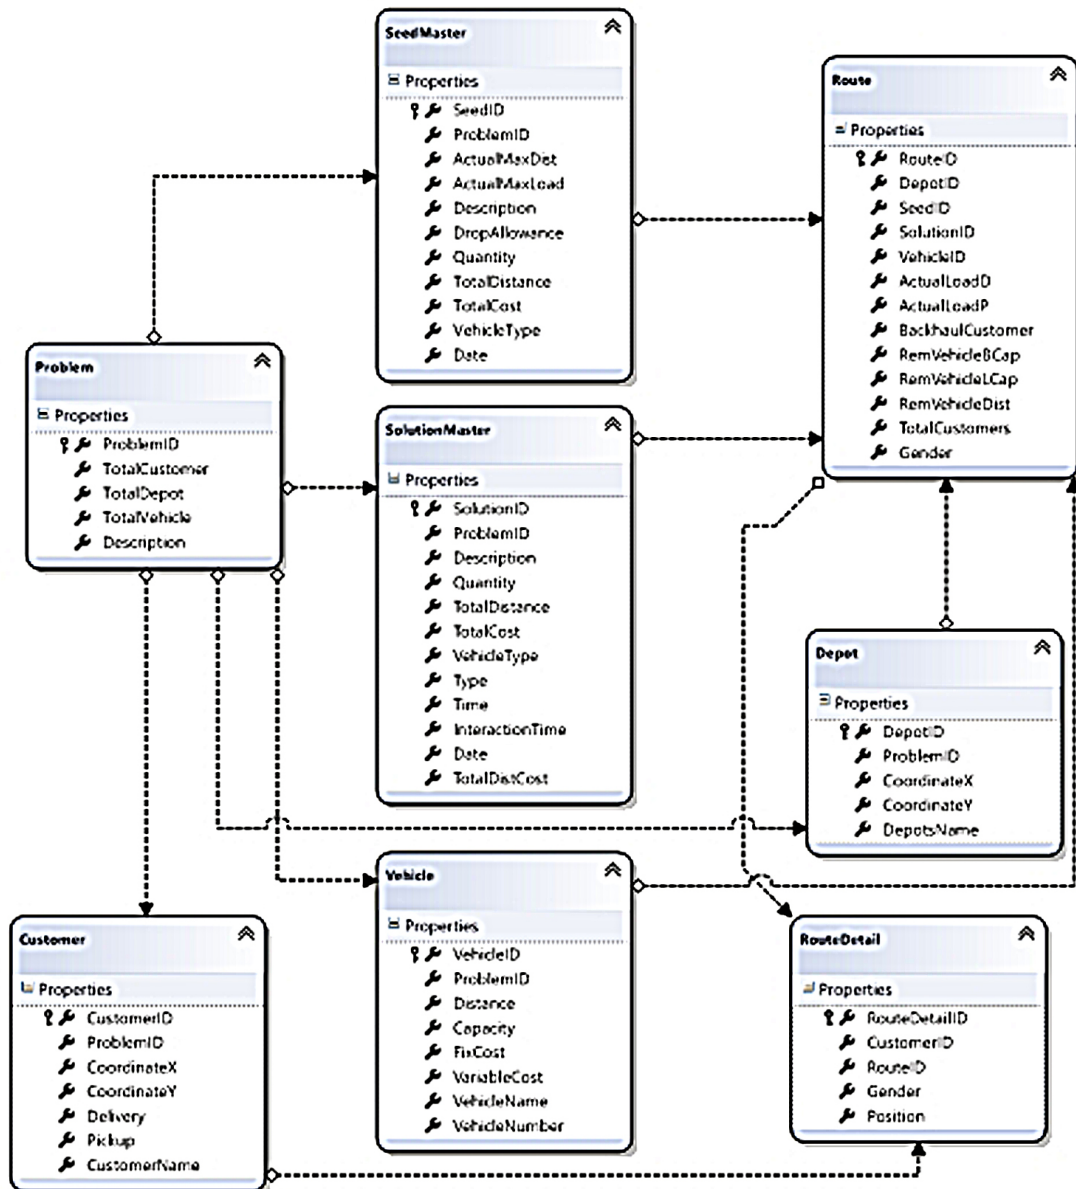 SeedMaster
Properties
SeedID
ProblemID
ActualMaxDist
ActualMaxLoad
Description
DropAllowance
Quantity
TotalDistance
TotalCost
VehicleType
Date
Route
Properties
RouteID
DepotID
SeedID
SolutionID
VehicleID
ActualLoadD
ActualLoadP
BackhaulCustomer
RemVehicleBCap
RemVehicleLCap
RemVehicleDist
TotalCustomers
Gender
Problem
Properties
ProblemID
TotalCustomer
TotalDepot
TotalVehicle
Description
SolutionMaster
Properties
SolutionID
ProblemID
Description
Quantity
TotalDistance
TotalCost
VehicleType
Type
Time
InteractionTime
Date
TotalDistCost
Depot
Properties
DepotID
ProblemID
CoordinateX
CoordinateY
DepotsName
Vehicle
Properties
VehicleID
ProblemID
Distance
Capacity
FixCost
VariableCost
VehicleName
VehicleNumber
Customer
Properties
CustomerID
ProblemID
CoordinateX
CoordinateY
Delivery
Pickup
CustomerName
RouteDetail
Properties
RouteDetailID
CustomerID
RouteID
Gender
Position